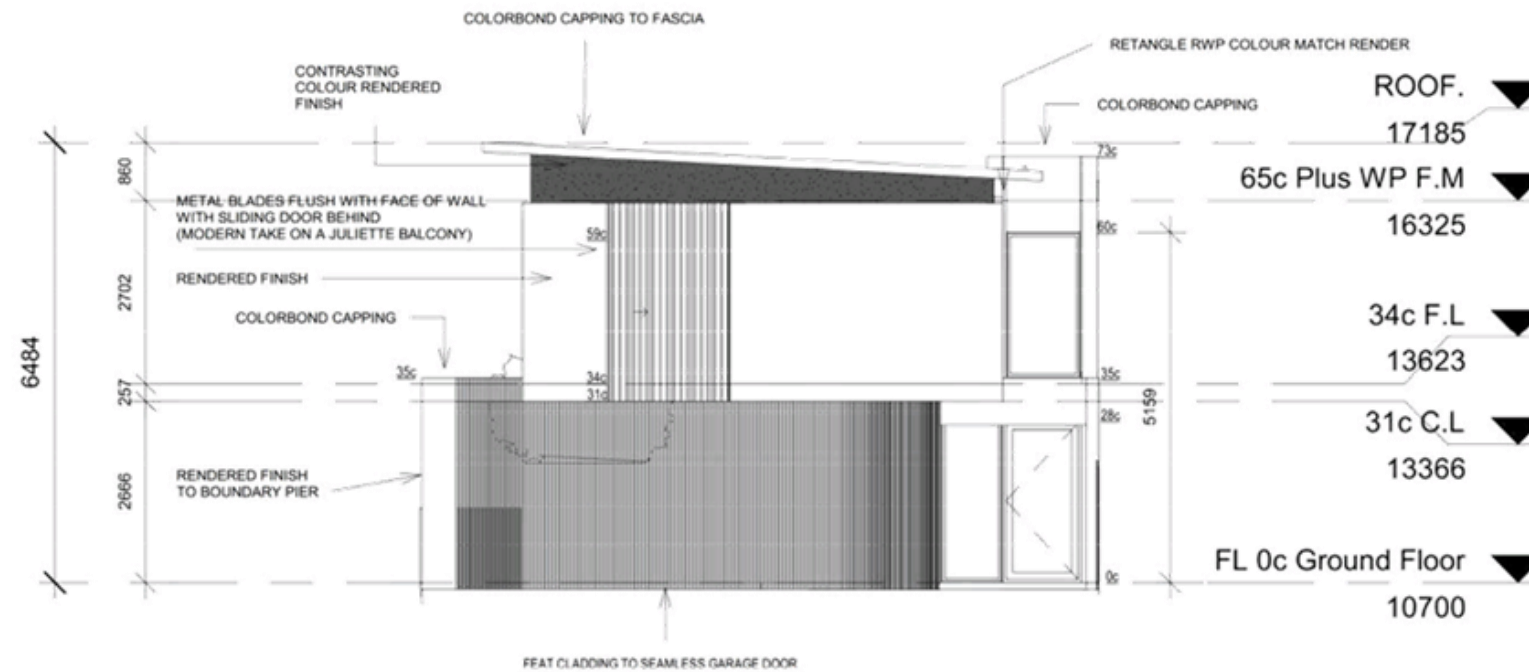 COLORBOND CAPPING TO FASCIA
RETANGLE RWP COLOUR MATCH RENDER
CONTRASTING
COLOUR RENDERED
FINISH
COLORBOND CAPPING
ROOF.
17185
73c
860
65c Plus WP F.M
16325
METAL BLADES FLUSH WITH FACE OF WALL
WITH SLIDING DOOR BEHIND
(MODERN TAKE ON A JULIETTE BALCONY)
59c
60c
RENDERED FINISH
2702
COLORBOND CAPPING
34c F.L
13623
6484
35c
34c
35c
257
31c
28c
5159
31c C.L
13366
RENDERED FINISH
TO BOUNDARY PIER
2666
0c
FL 0c Ground Floor
10700
FEAT CLADDING TO SEAMLESS GARAGE DOOR